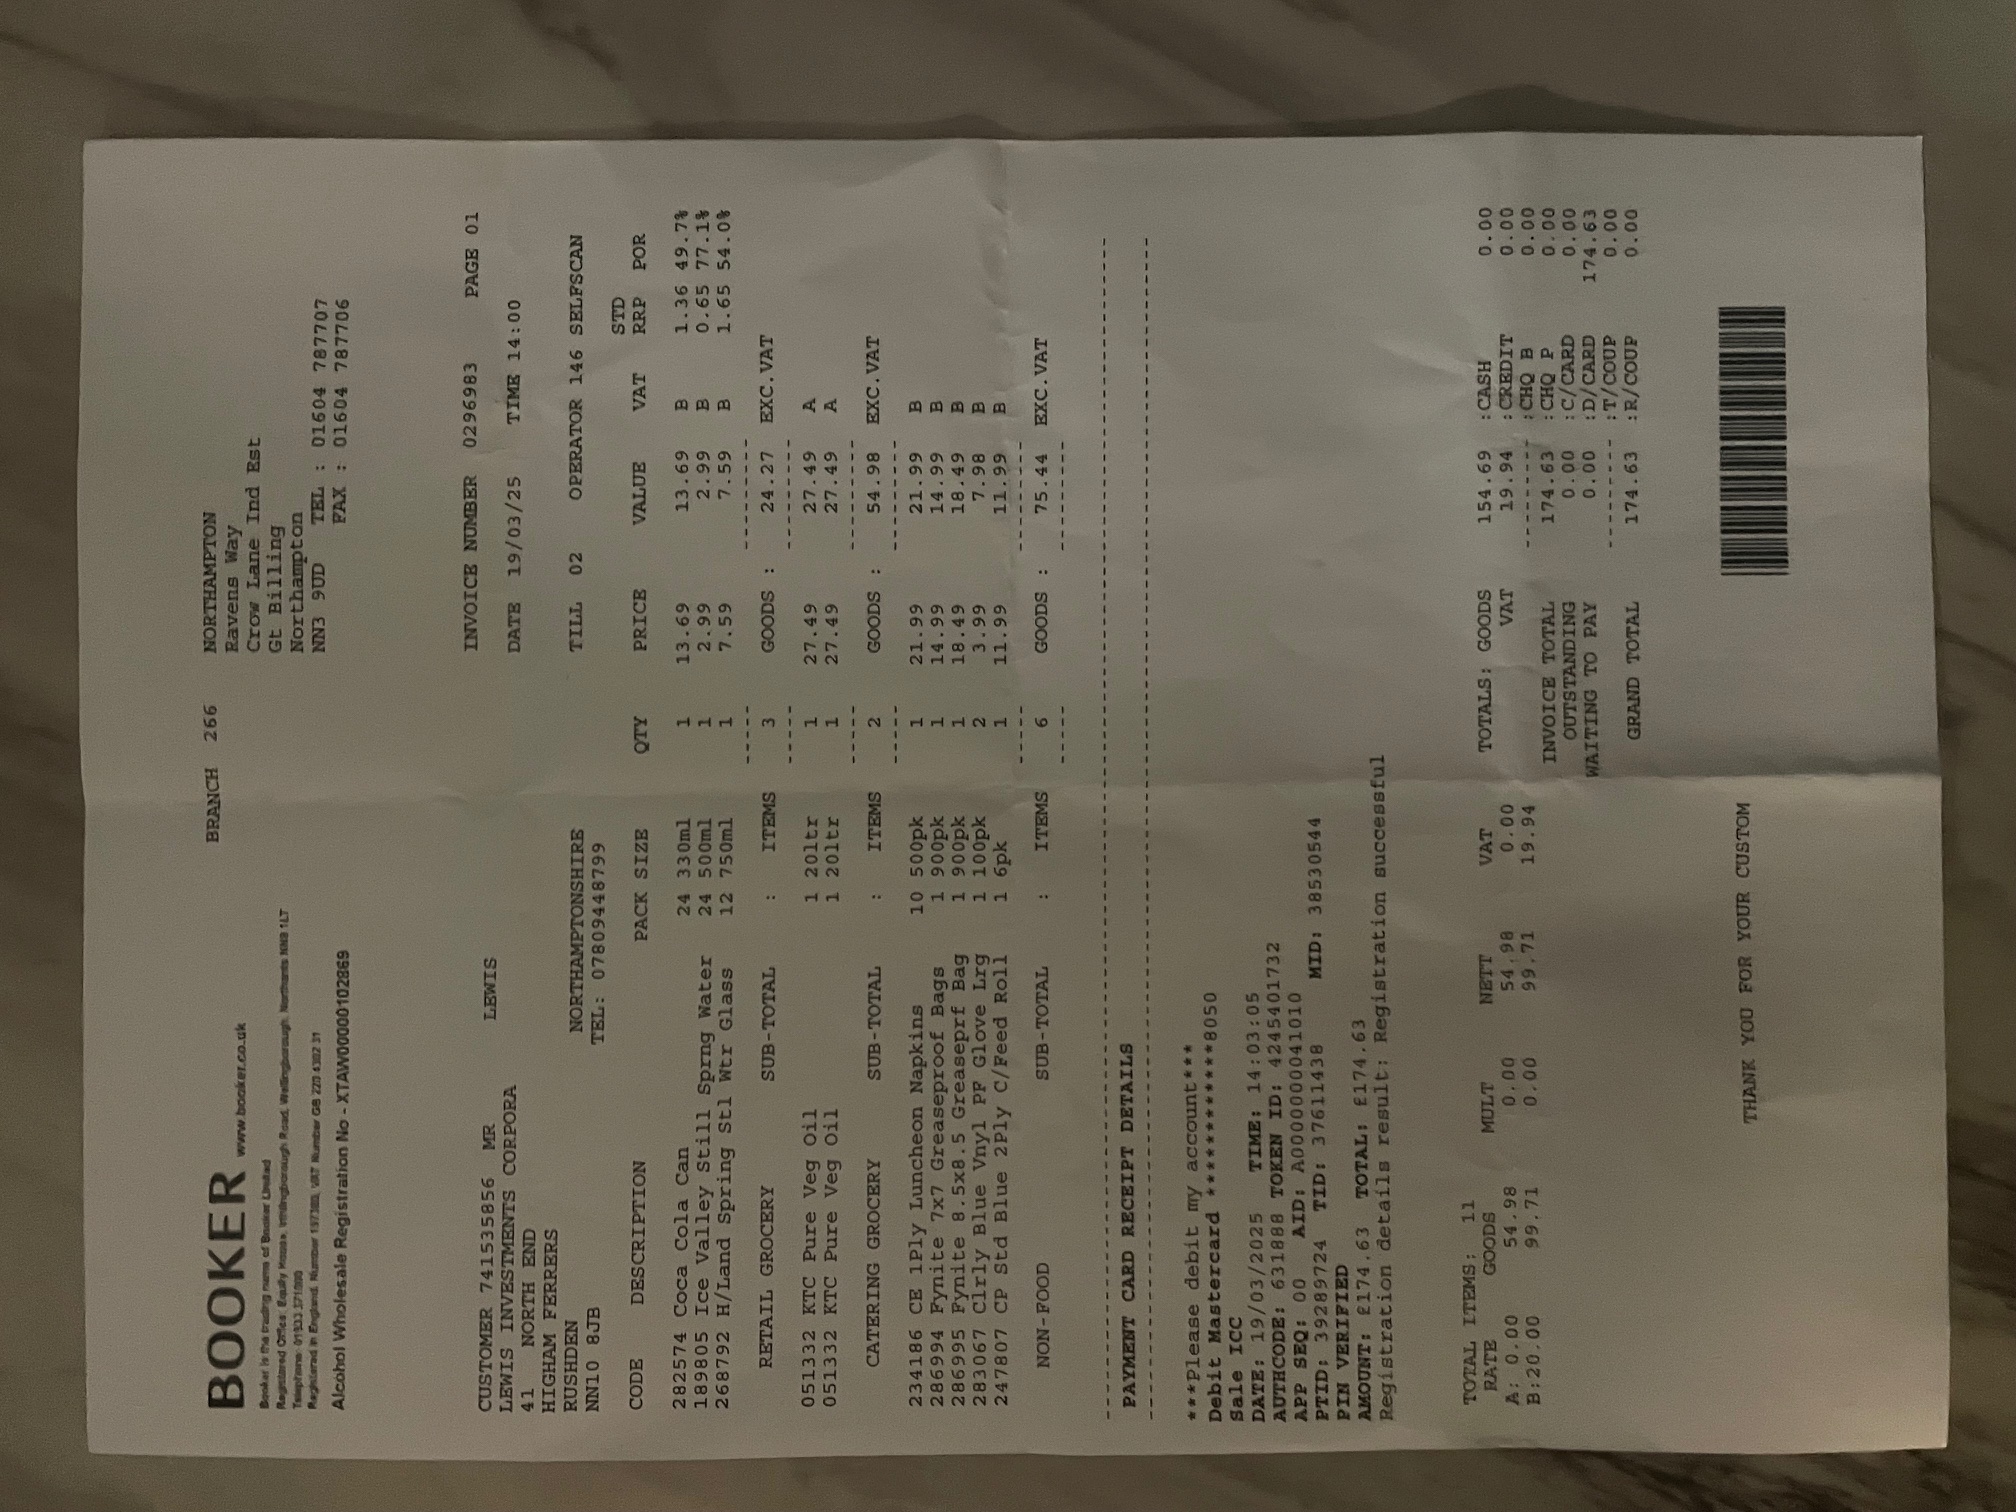 BOOKER www.booker.co.uk
Booker is the trading name of Booker Limited
Registered Office: Equity House, Irthlingborough Road, Wellingborough, Northants NN8 1LT
Telephone: 01933 371000
Registered in England, Number 197380, VAT Number GB 220 4302 31
Alcohol Wholesale Registration No - XTAW00000102869
BRANCH 266 NORTHAMPTON
Ravens Way
Crow Lane Ind Est
Gt Billing
Northampton
NN3 9UD TEL : 01604 787707
FAX : 01604 787706
INVOICE NUMBER 0296983 PAGE 01
CUSTOMER 741535856 MR LEWIS
LEWIS INVESTMENTS CORPORA
DATE 19/03/25 TIME 14:00
41 NORTH END
HIGHAM FERRERS
RUSHDEN NORTHAMPTONSHIRE
TILL 02 OPERATOR 146 SELFSCAN
NN10 8JB TEL: 07809448799
STD
CODE DESCRIPTION PACK SIZE QTY PRICE VALUE VAT RRP POR
282574 Coca Cola Can 24 330ml 1 13.69 13.69 B 1.36 49.7%
189805 Ice Valley Still Sprng Water 24 500ml 1 2.99 2.99 B 0.65 77.1%
268792 H/Land Spring Stl Wtr Glass 12 750ml 1 7.59 7.59 B 1.65 54.0%
----- ---------
RETAIL GROCERY SUB-TOTAL : ITEMS 3 GOODS : 24.27 EXC.VAT
----- ---------
051332 KTC Pure Veg Oil 1 20ltr 1 27.49 27.49 A
051332 KTC Pure Veg Oil 1 20ltr 1 27.49 27.49 A
----- ---------
CATERING GROCERY SUB-TOTAL : ITEMS 2 GOODS : 54.98 EXC.VAT
----- ---------
234186 CE 1Ply Luncheon Napkins 10 500pk 1 21.99 21.99 B
286994 Fynite 7x7 Greaseproof Bags 1 900pk 1 14.99 14.99 B
286995 Fynite 8.5x8.5 Greaseprf Bag 1 900pk 1 18.49 18.49 B
283067 Clrly Blue Vnyl PF Glove Lrg 1 100pk 2 3.99 7.98 B
247807 CP Std Blue 2Ply C/Feed Roll 1 6pk 1 11.99 11.99 B
----- ---------
NON-FOOD SUB-TOTAL : ITEMS 6 GOODS : 75.44 EXC.VAT
----- ---------
PAYMENT CARD RECEIPT DETAILS
***Please debit my account***
Debit Mastercard ************8050
Sale ICC
DATE: 19/03/2025 TIME: 14:03:05
AUTHCODE: 631888 TOKEN ID: 4245401732
APP SEQ: 00 AID: A0000000041010
PTID: 39289724 TID: 37611438 MID: 38530544
PIN VERIFIED
AMOUNT: £174.63 TOTAL: £174.63
Registration details result: Registration successful
TOTAL ITEMS: 11
RATE GOODS MULT NETT VAT
A: 0.00 54.98 0.00 54.98 0.00
B:20.00 99.71 0.00 99.71 19.94
TOTALS: GOODS 154.69 :CASH 0.00
VAT 19.94 :CREDIT 0.00
--------- :CHQ B 0.00
INVOICE TOTAL 174.63 :CHQ P 0.00
OUTSTANDING 0.00 :C/CARD 0.00
WAITING TO PAY 0.00 :D/CARD 174.63
--------- :T/COUP 0.00
GRAND TOTAL 174.63 :R/COUP 0.00
THANK YOU FOR YOUR CUSTOM